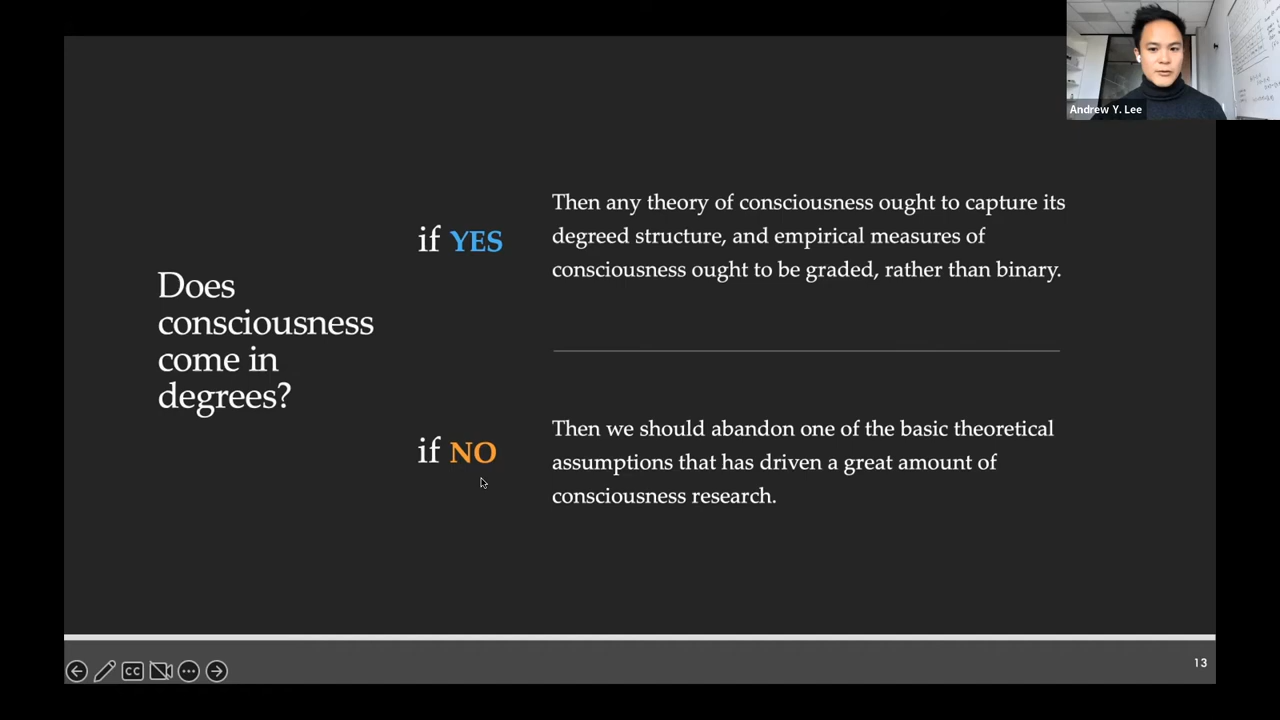 Andrew Y. Lee
Does
consciousness
come in
degrees?
if YES
Then any theory of consciousness ought to capture its
degreed structure, and empirical measures of
consciousness ought to be graded, rather than binary.
if NO
Then we should abandon one of the basic theoretical
assumptions that has driven a great amount of
consciousness research.
CC
13